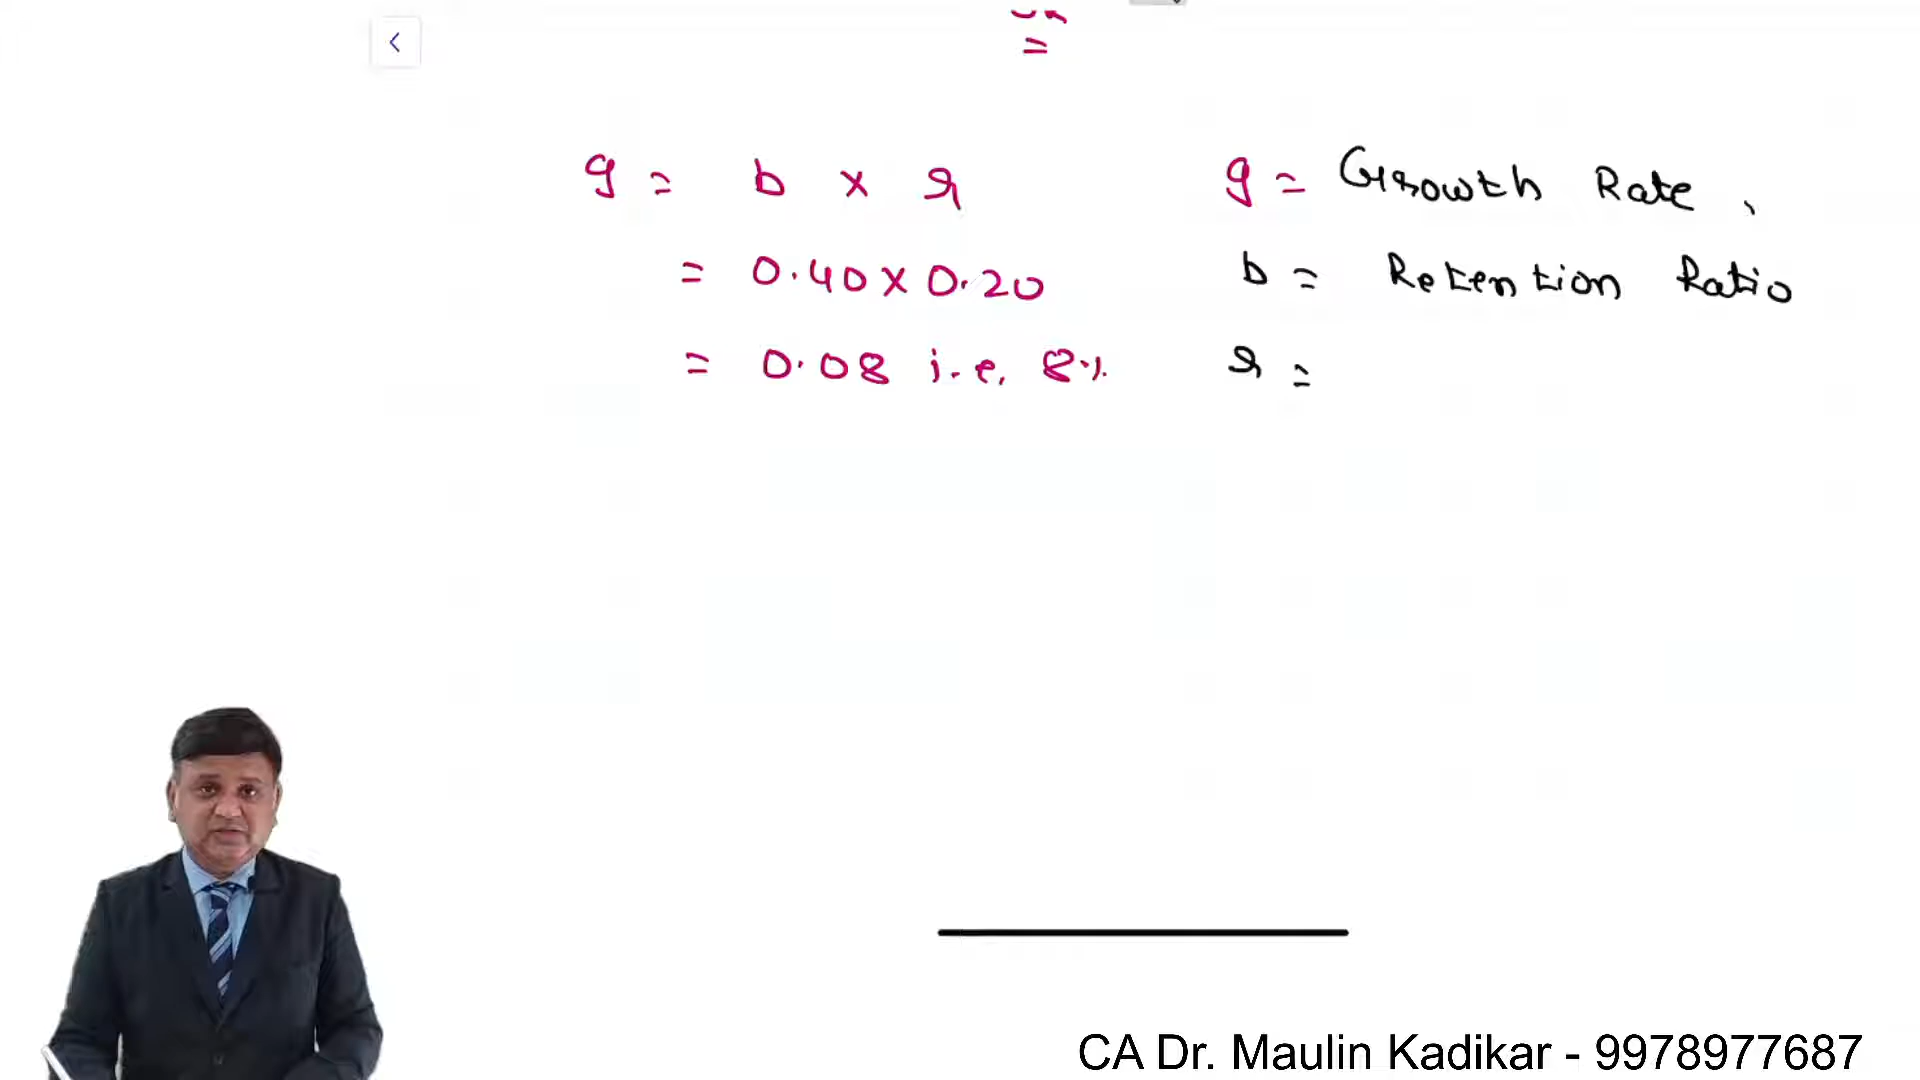 =
g = b × r
= 0.40 × 0.20
= 0.08 i.e. 8%
g = Growth Rate,
b = Retention Ratio
r =
CA Dr. Maulin Kadikar - 9978977687